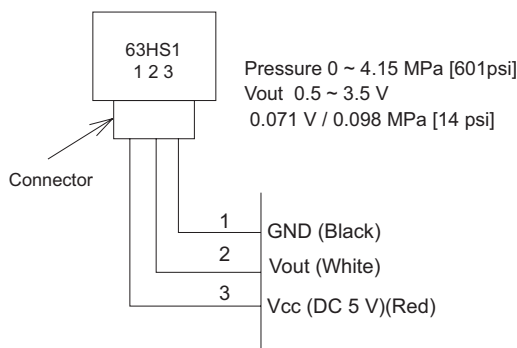 63HS1
1 2 3
Pressure 0 ~ 4.15 MPa [601psi]
Vout 0.5 ~ 3.5 V
0.071 V / 0.098 MPa [14 psi]
Connector
1 GND (Black)
2 Vout (White)
3 Vcc (DC 5 V)(Red)